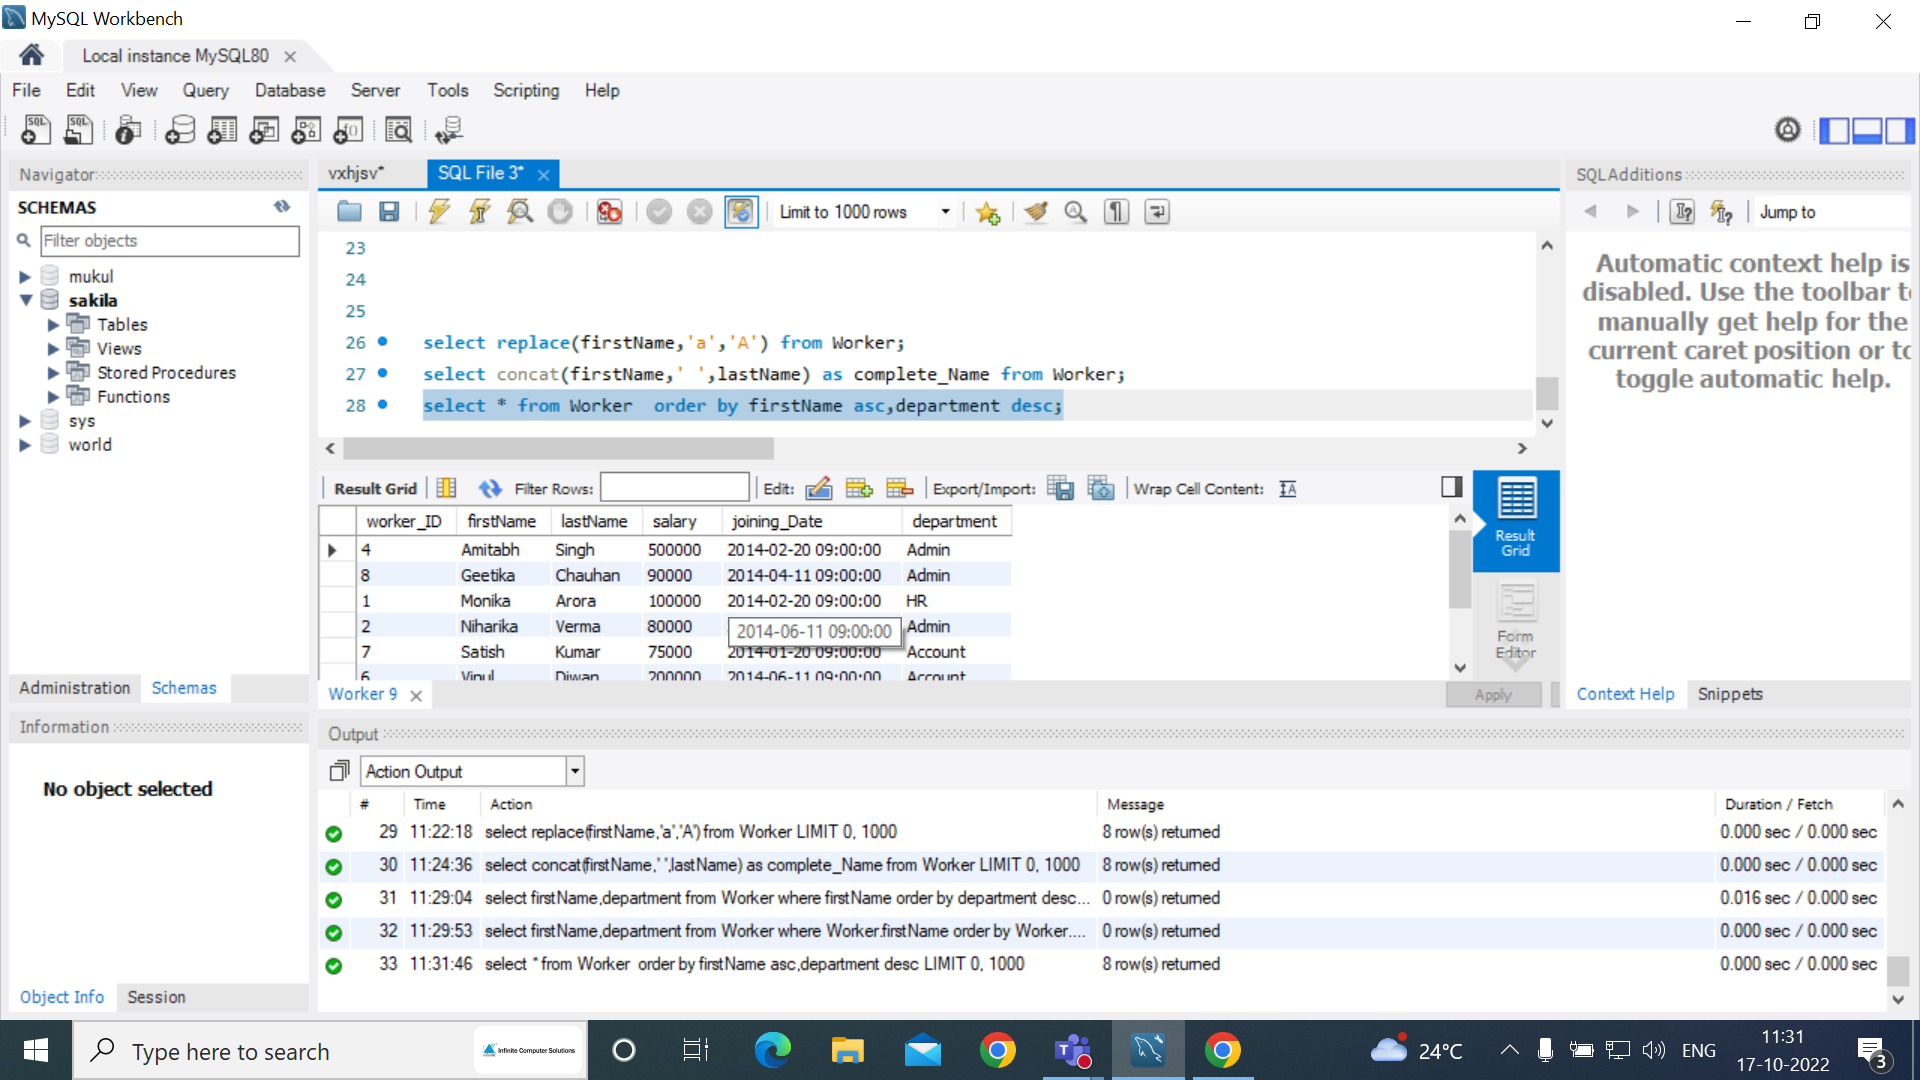 MySQL Workbench
Local instance MySQL80
File Edit View Query Database Server Tools Scripting Help
Navigator
SCHEMAS
Filter objects
mukul
sakila
Tables
Views
Stored Procedures
Functions
sys
world
Administration Schemas
Information
No object selected
Object Info Session
vxhjsv* SQL File 3*
Limit to 1000 rows
23
24
25
26 select replace(firstName,'a','A') from Worker;
27 select concat(firstName,' ',lastName) as complete_Name from Worker;
28 select * from Worker  order by firstName asc,department desc;
Result Grid Filter Rows: Edit: Export/Import: Wrap Cell Content:
worker_ID firstName lastName salary joining_Date department
4 Amitabh Singh 500000 2014-02-20 09:00:00 Admin
8 Geetika Chauhan 90000 2014-04-11 09:00:00 Admin
1 Monika Arora 100000 2014-02-20 09:00:00 HR
2 Niharika Verma 80000 2014-06-11 09:00:00 Admin
7 Satish Kumar 75000 2014-01-20 09:00:00 Account
6 Vipul Diwan 200000 2014-06-11 09:00:00 Account
Result Grid
Form Editor
Worker 9
Apply
SQLAdditions
Jump to
Automatic context help is
disabled. Use the toolbar
manually get help for the
current caret position or
toggle automatic help.
Context Help Snippets
Output
Action Output
# Time Action Message Duration / Fetch
29 11:22:18 select replace(firstName,'a','A') from Worker LIMIT 0, 1000 8 row(s) returned 0.000 sec / 0.000 sec
30 11:24:36 select concat(firstName,' ',lastName) as complete_Name from Worker LIMIT 0, 1000 8 row(s) returned 0.000 sec / 0.000 sec
31 11:29:04 select firstName,department from Worker where firstName order by department desc... 0 row(s) returned 0.016 sec / 0.000 sec
32 11:29:53 select firstName,department from Worker where Worker.firstName order by Worker.... 0 row(s) returned 0.000 sec / 0.000 sec
33 11:31:46 select * from Worker  order by firstName asc,department desc LIMIT 0, 1000 8 row(s) returned 0.000 sec / 0.000 sec
Type here to search
Infinite Computer Solutions
24°C
ENG
11:31
17-10-2022
3